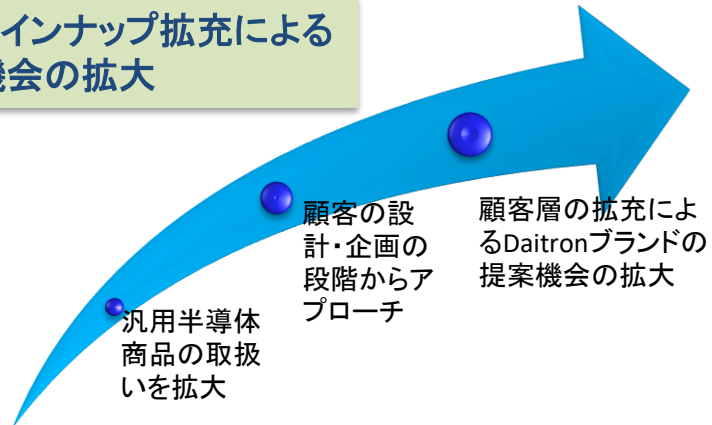 インナップ拡充による
会の拡大
汎用半導体
商品の取扱
いを拡大
顧客の設
計・企画の
段階からア
プローチ
顧客層の拡充によ
るDaitronブランドの
提案機会の拡大